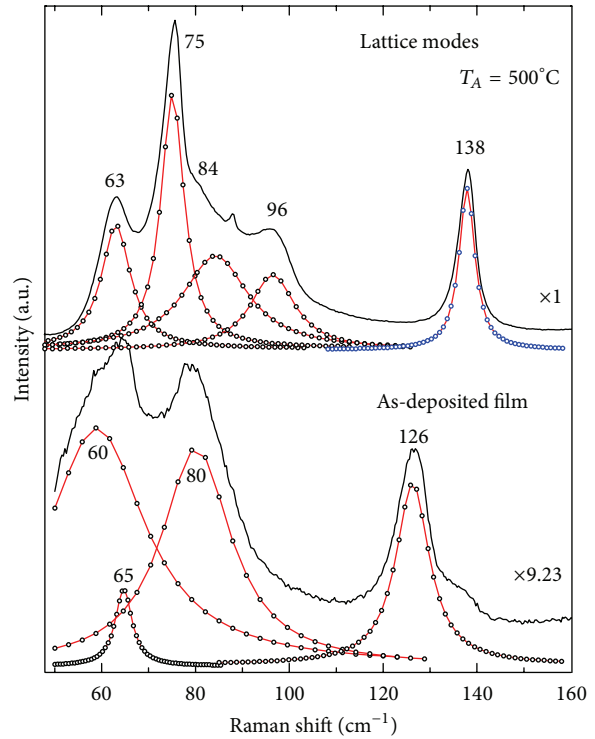 75
Lattice modes
T_A = 500°C
84
138
63
96
×1
Intensity (a.u.)
As-deposited film
126
60
80
65
×9.23
60 80 100 120 140 160
Raman shift (cm⁻¹)